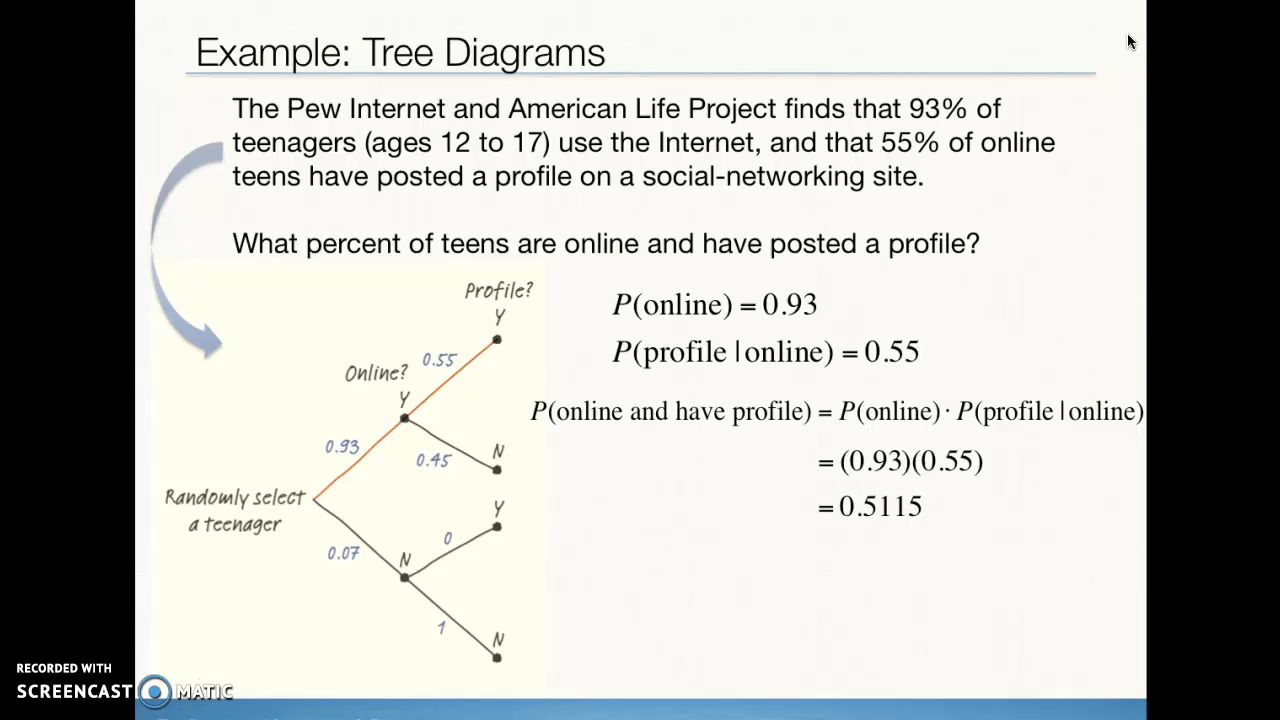 Example: Tree Diagrams
The Pew Internet and American Life Project finds that 93% of
teenagers (ages 12 to 17) use the Internet, and that 55% of online
teens have posted a profile on a social-networking site.
What percent of teens are online and have posted a profile?
Profile?
Y
0.55
Online?
Y
0.93
0.45
N
Randomly select
a teenager
Y
0
0.07
N
1
N
P(online) = 0.93
P(profile | online) = 0.55
P(online and have profile) = P(online) · P(profile | online)
= (0.93)(0.55)
= 0.5115
RECORDED WITH
SCREENCAST MATIC